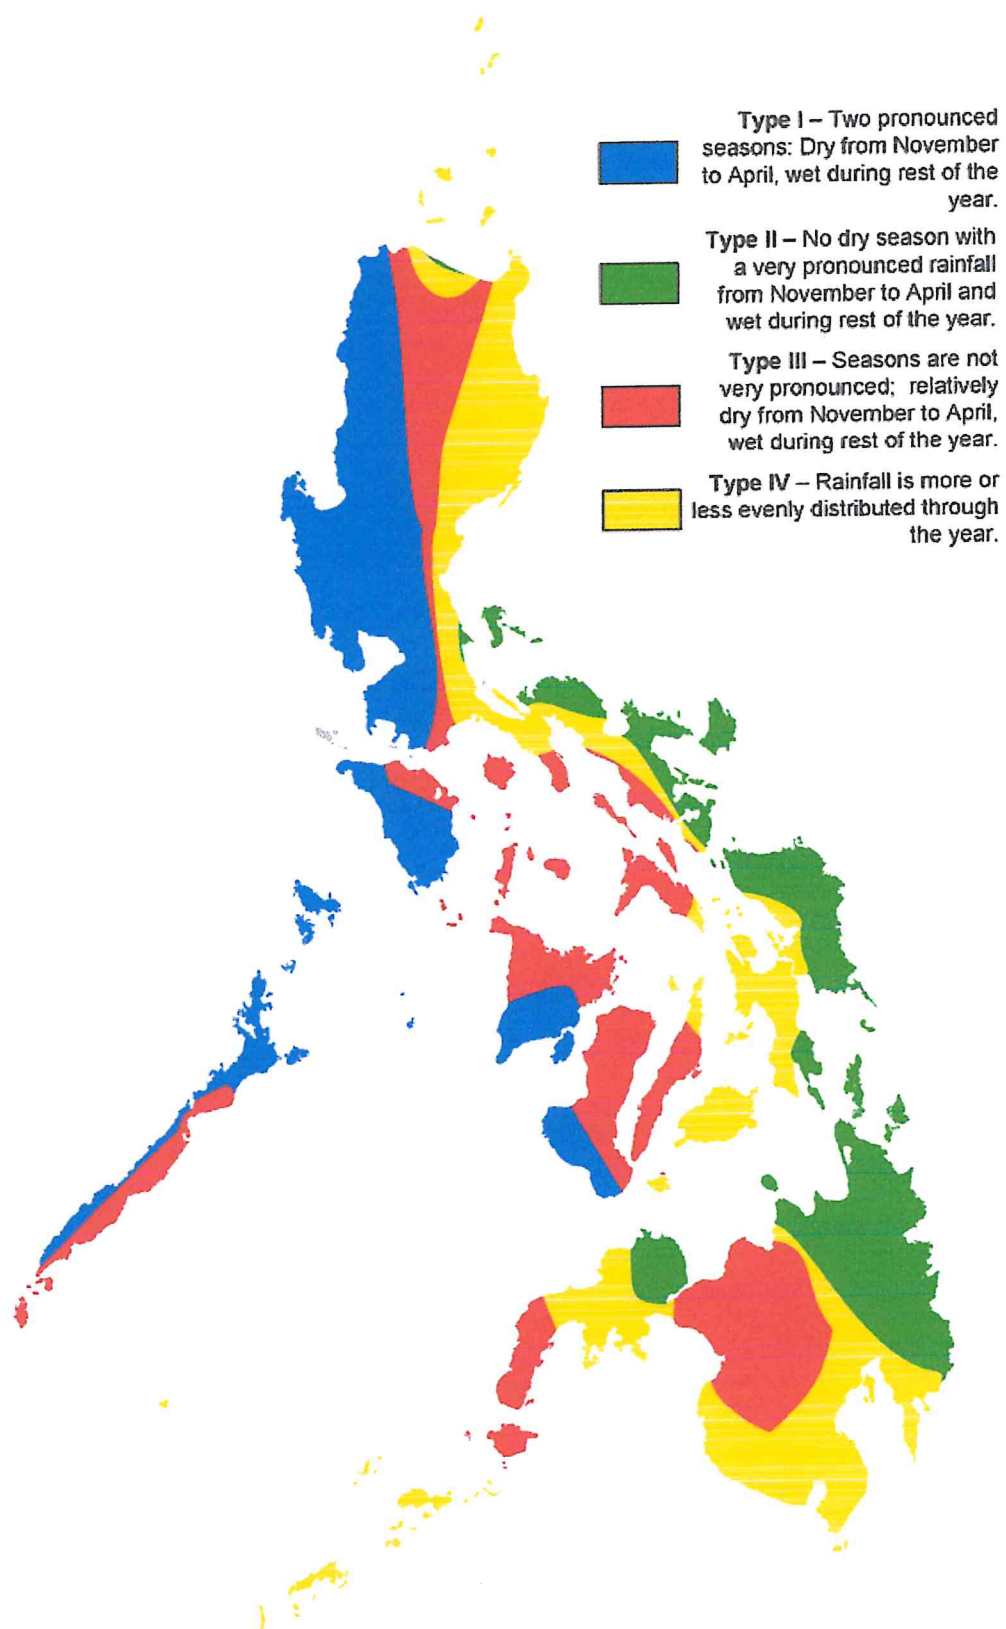 Type I – Two pronounced
seasons: Dry from November
to April, wet during rest of the
year.
Type II – No dry season with
a very pronounced rainfall
from November to April and
wet during rest of the year.
Type III – Seasons are not
very pronounced; relatively
dry from November to April,
wet during rest of the year.
Type IV – Rainfall is more or
less evenly distributed through
the year.